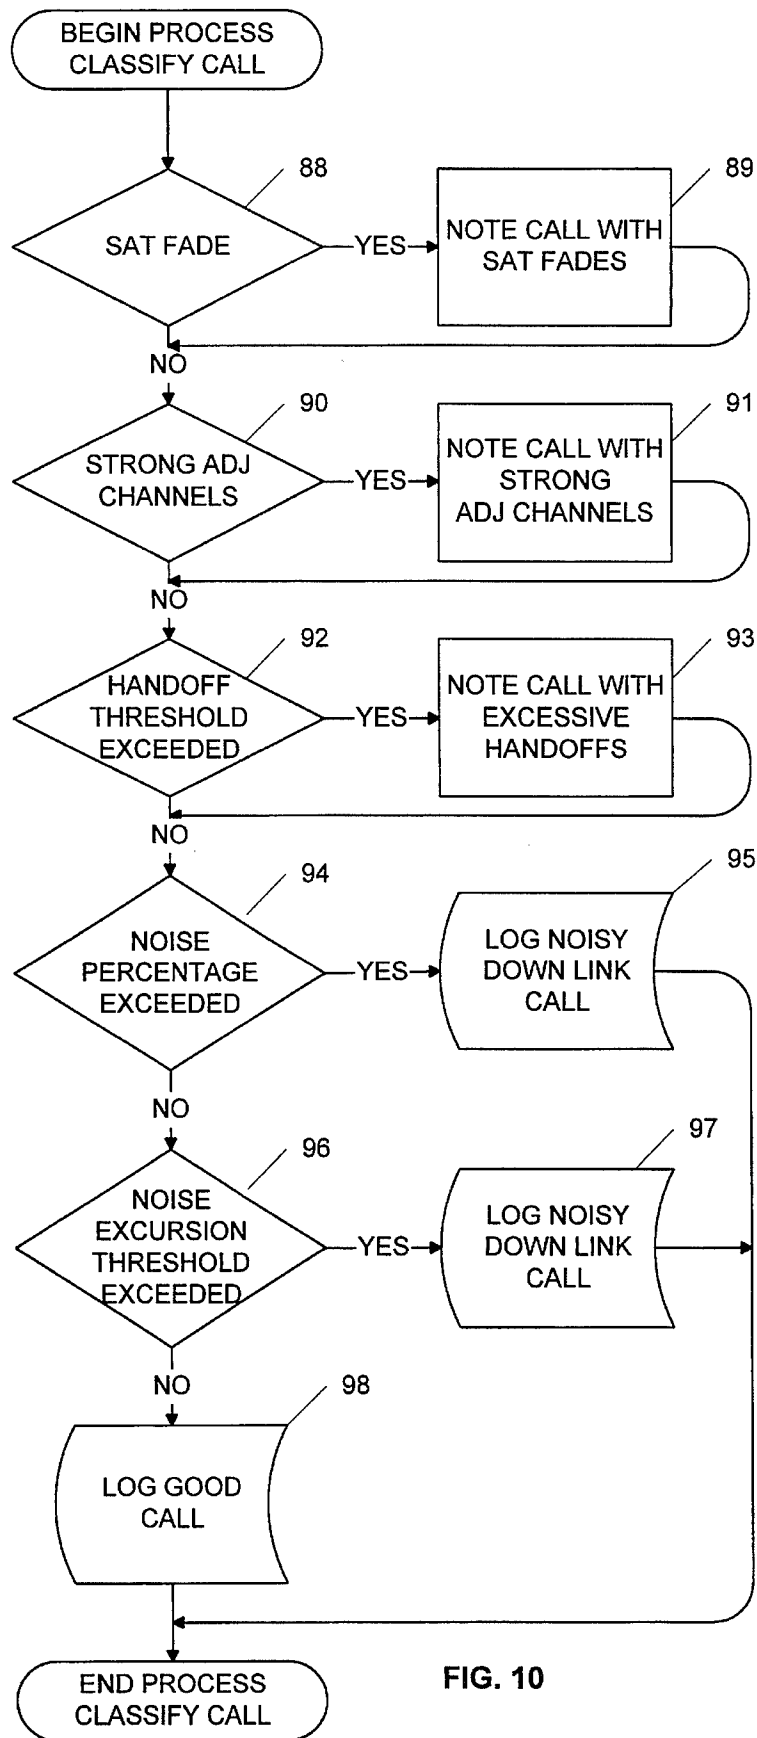 BEGIN PROCESS
CLASSIFY CALL
88
89
SAT FADE
YES
NOTE CALL WITH
SAT FADES
NO
90
91
STRONG ADJ
CHANNELS
YES
NOTE CALL WITH
STRONG
ADJ CHANNELS
NO
92
93
HANDOFF
THRESHOLD
EXCEEDED
YES
NOTE CALL WITH
EXCESSIVE
HANDOFFS
NO
94
95
NOISE
PERCENTAGE
EXCEEDED
YES
LOG NOISY
DOWN LINK
CALL
NO
96
97
NOISE
EXCURSION
THRESHOLD
EXCEEDED
YES
LOG NOISY
DOWN LINK
CALL
NO
98
LOG GOOD
CALL
END PROCESS
CLASSIFY CALL
FIG. 10